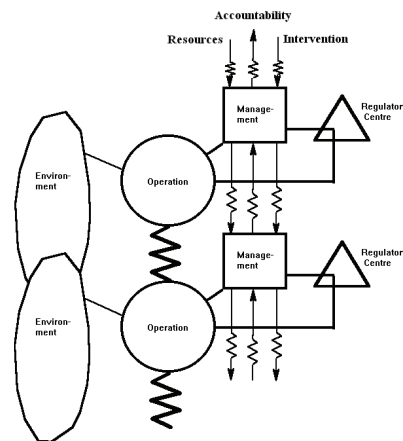 Accountability
Resources
Intervention
Manage-
ment
Regulator
Centre
Environ-
ment
Operation
Manage-
ment
Regulator
Centre
Environ-
ment
Operation